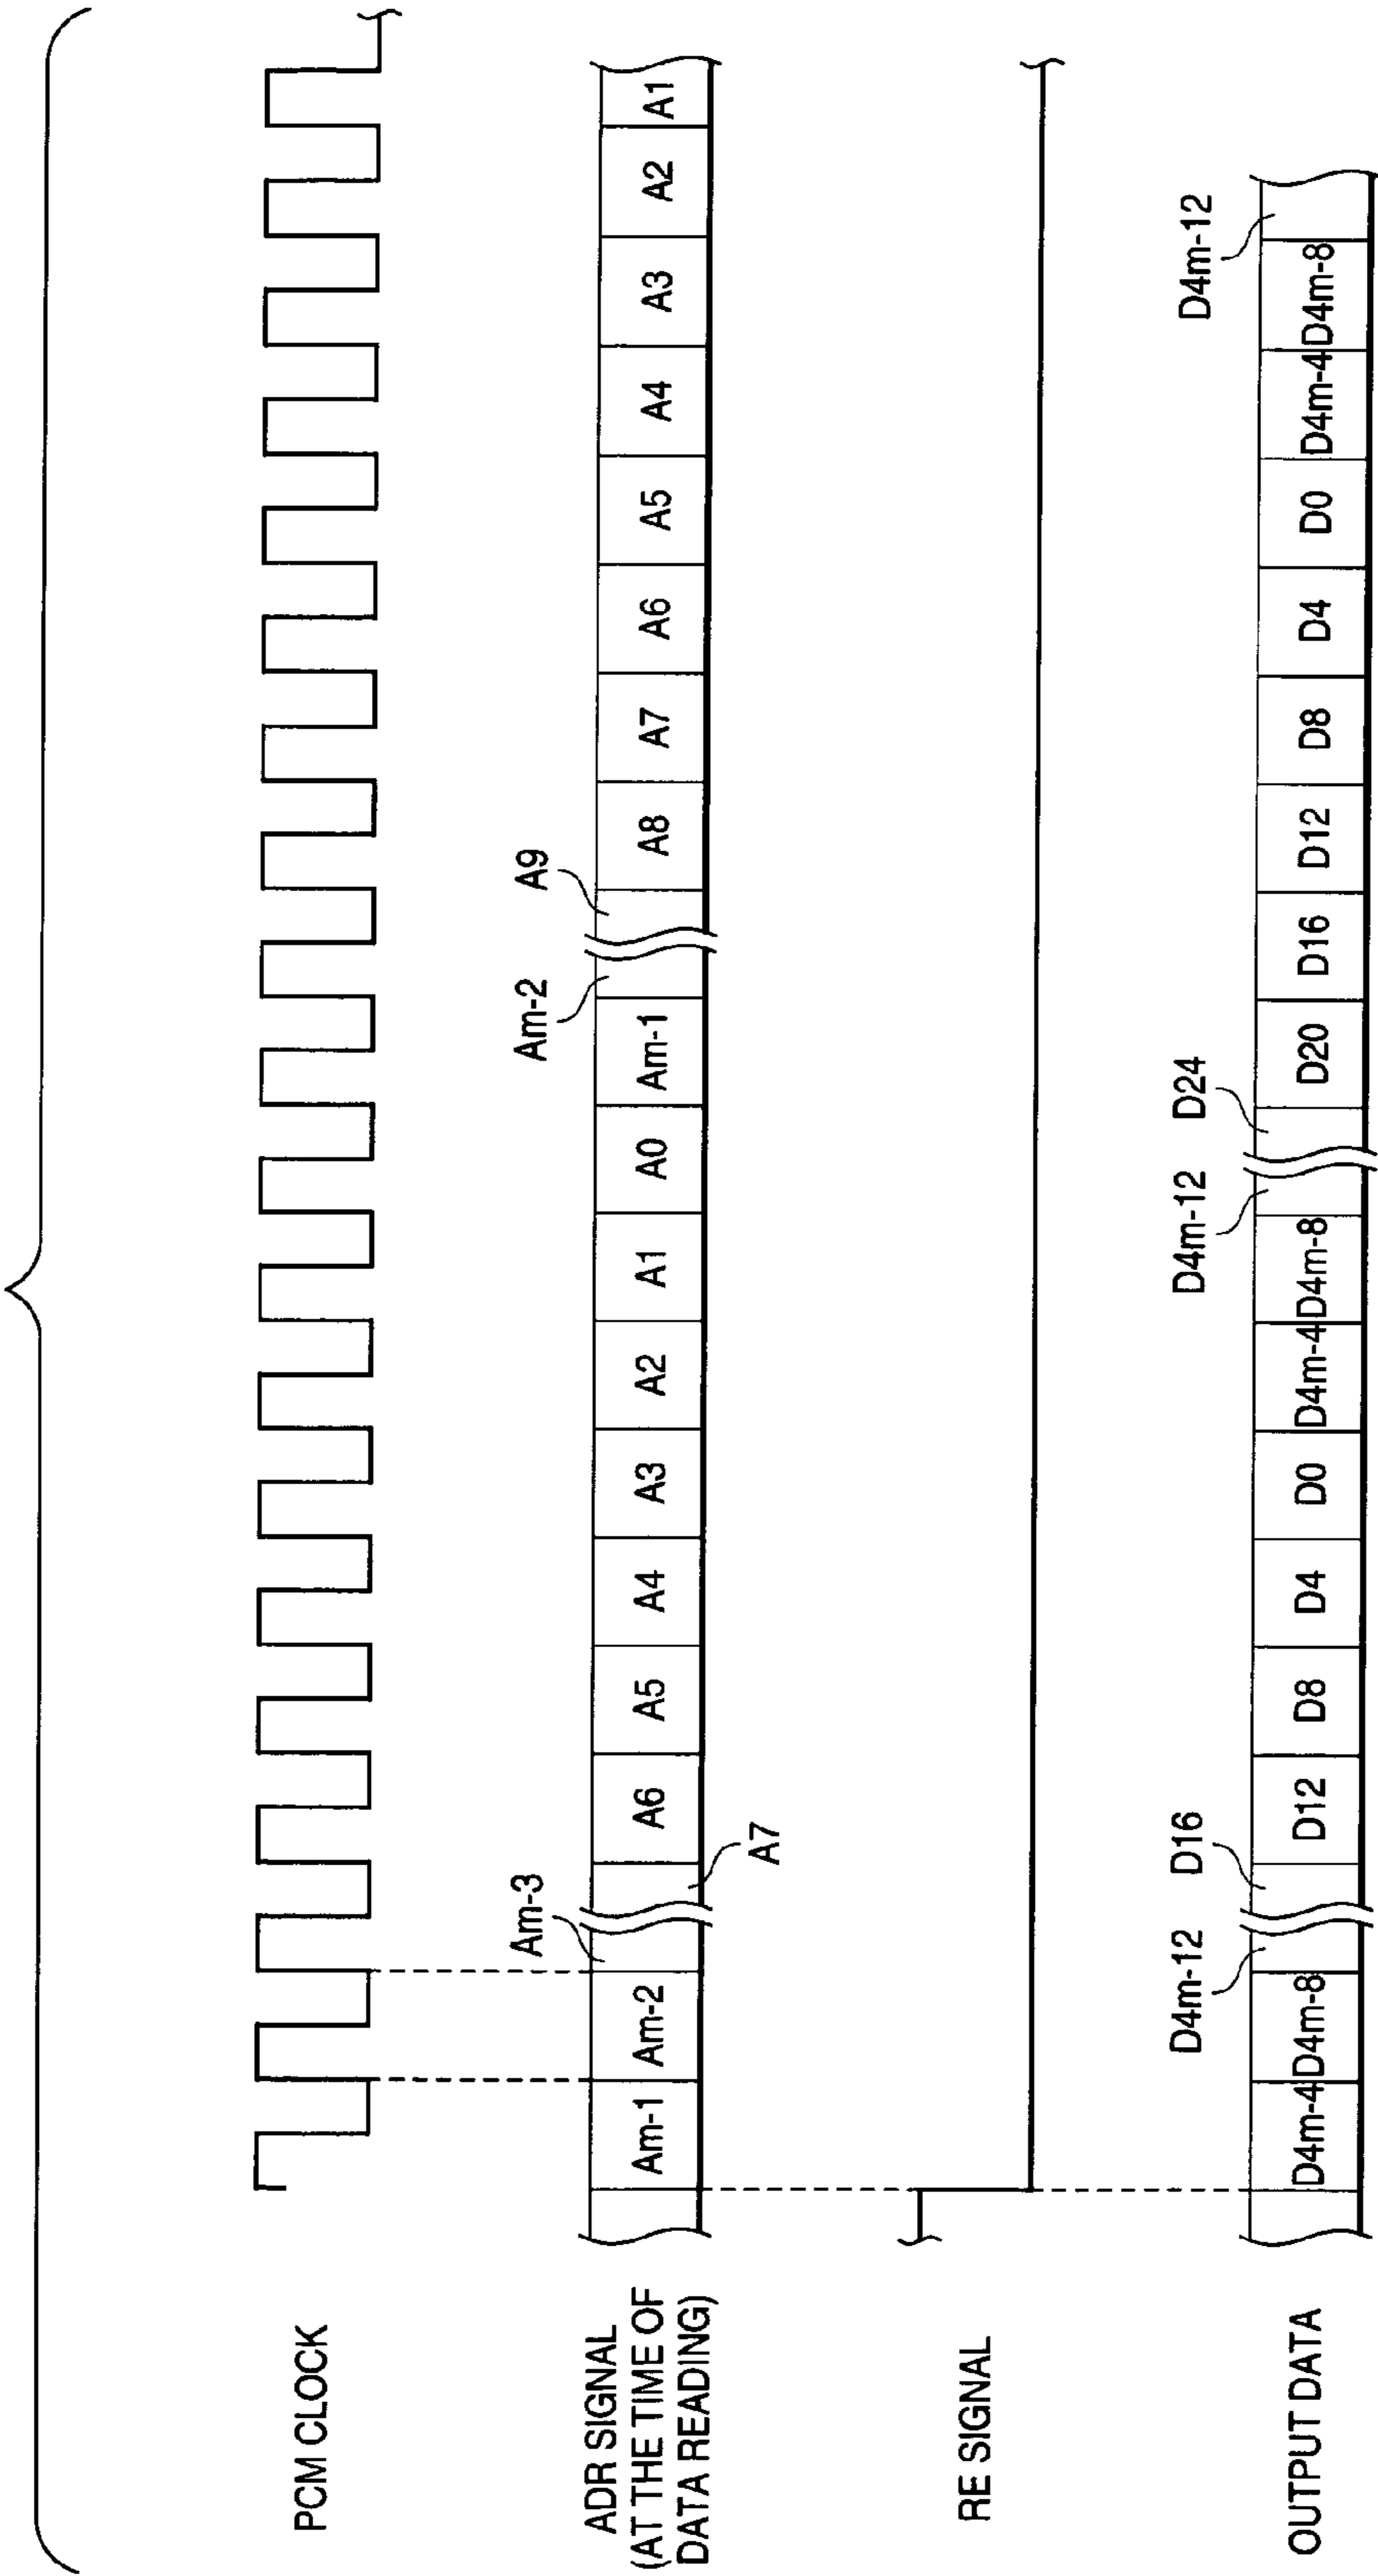 PCM CLOCK
ADR SIGNAL
(AT THE TIME OF
DATA READING)
Am-1
Am-2
Am-3
A7
A6
A5
A4
A3
A2
A1
A0
Am-1
Am-2
A9
A8
A7
A6
A5
A4
A3
A2
A1
RE SIGNAL
OUTPUT DATA
D4m-4
D4m-8
D4m-12
D16
D12
D8
D4
D0
D4m-4
D4m-8
D4m-12
D24
D20
D16
D12
D8
D4
D0
D4m-4
D4m-8
D4m-12